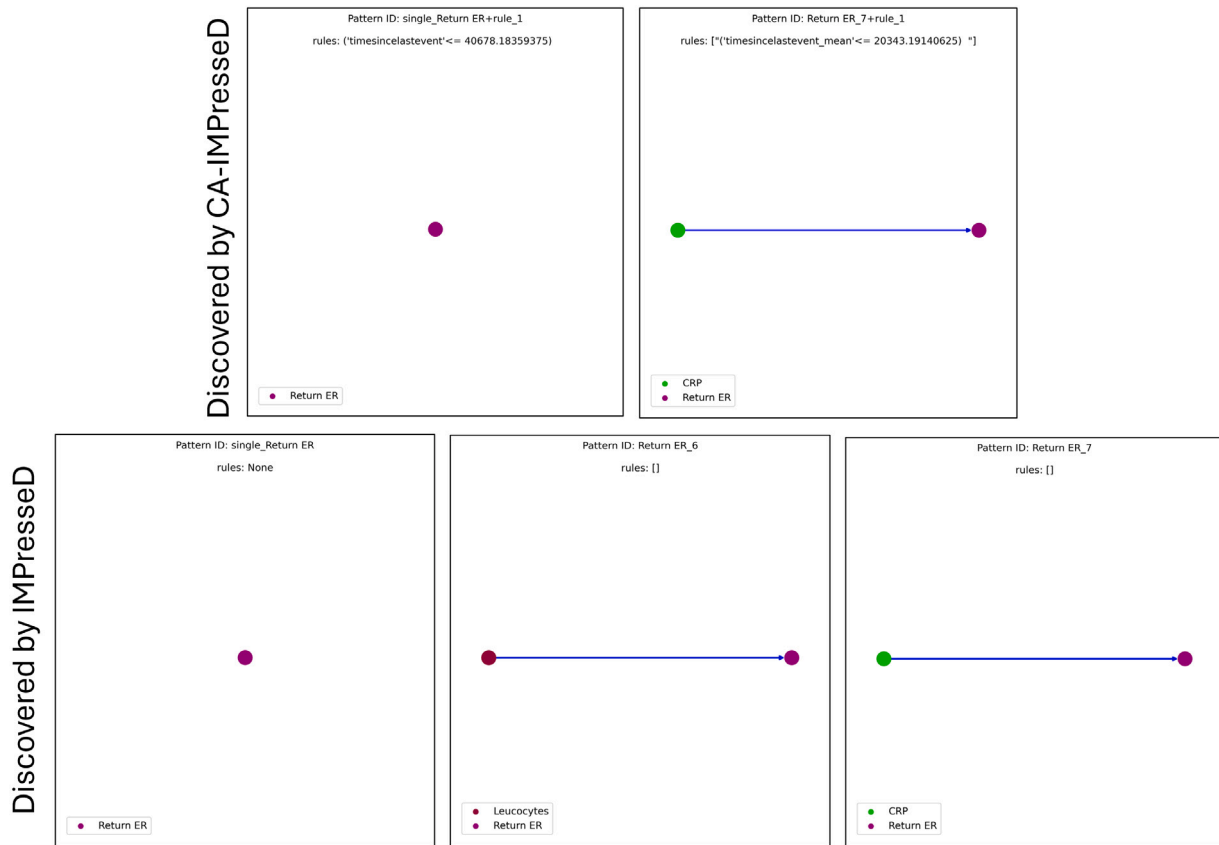 Discovered by CA-IMPresseD
Pattern ID: single_Return ER+rule_1
rules: ('timesincelastevent'<= 40678.18359375)
Return ER
Pattern ID: Return ER_7+rule_1
rules: ["('timesincelastevent_mean'<= 20343.19140625)  "]
CRP
Return ER
Discovered by IMPresseD
Pattern ID: single_Return ER
rules: None
Return ER
Pattern ID: Return ER_6
rules: []
Leucocytes
Return ER
Pattern ID: Return ER_7
rules: []
CRP
Return ER